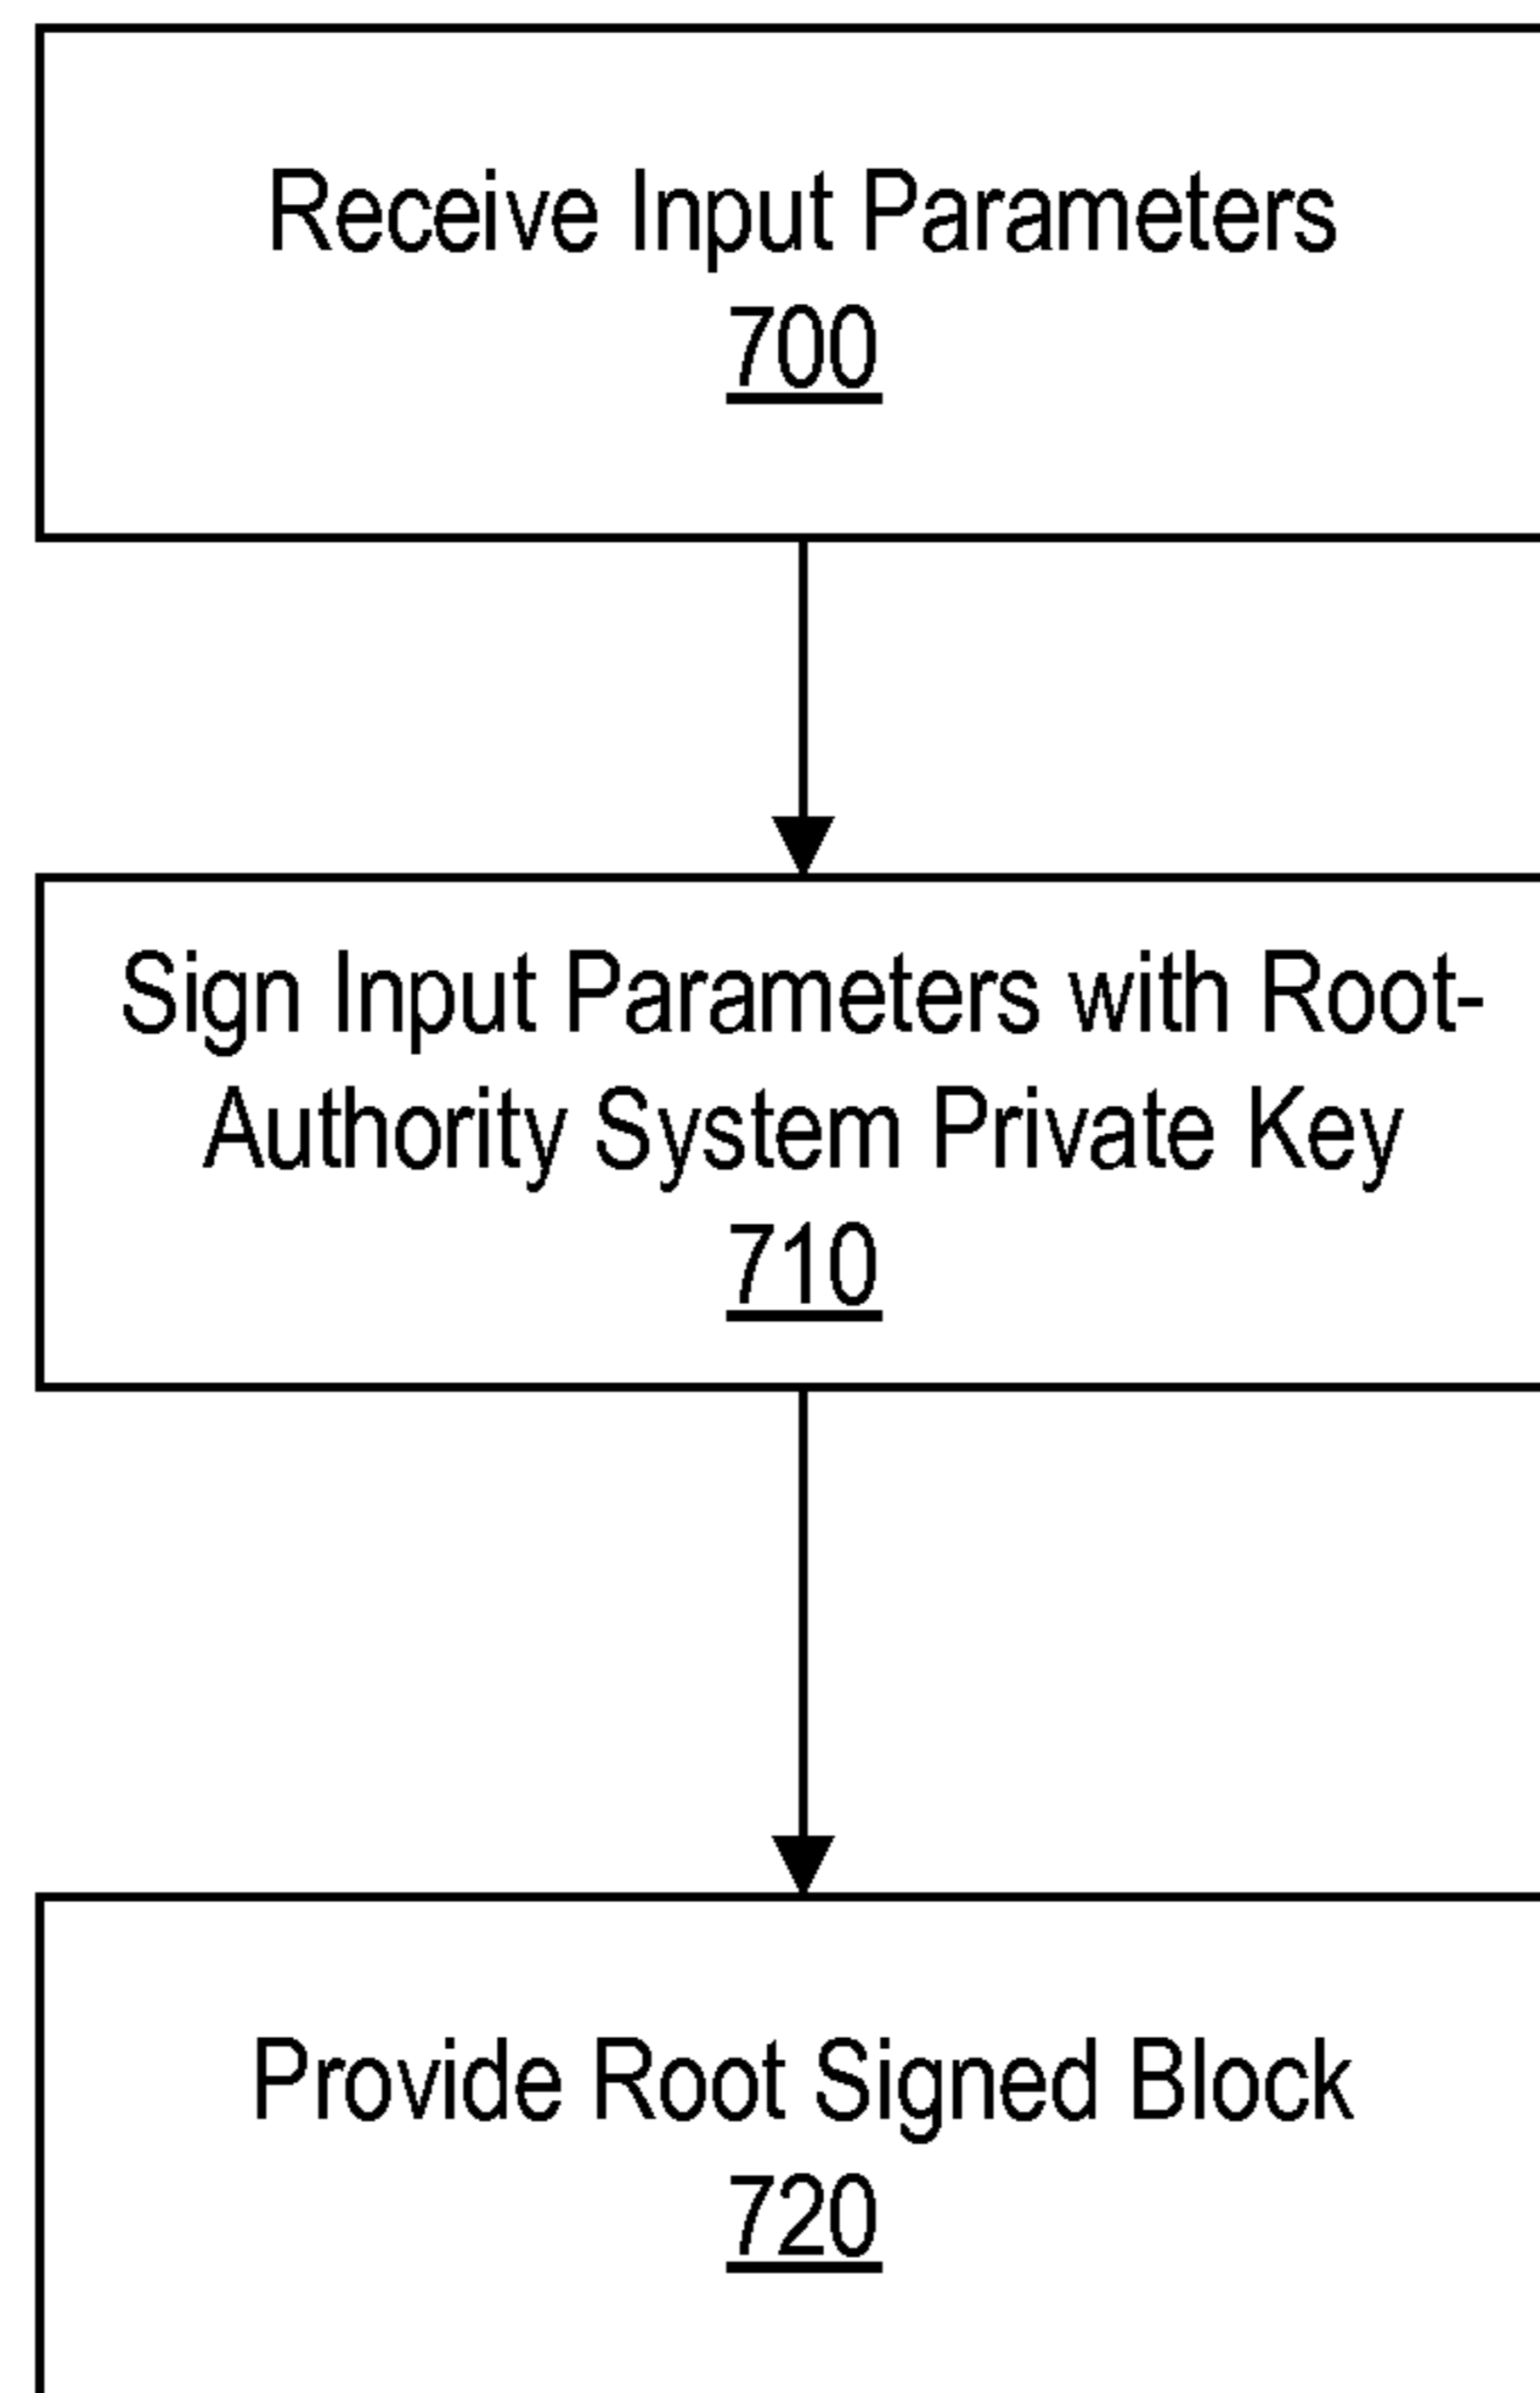 Receive Input Parameters
700
Sign Input Parameters with Root-
Authority System Private Key
710
Provide Root Signed Block
720